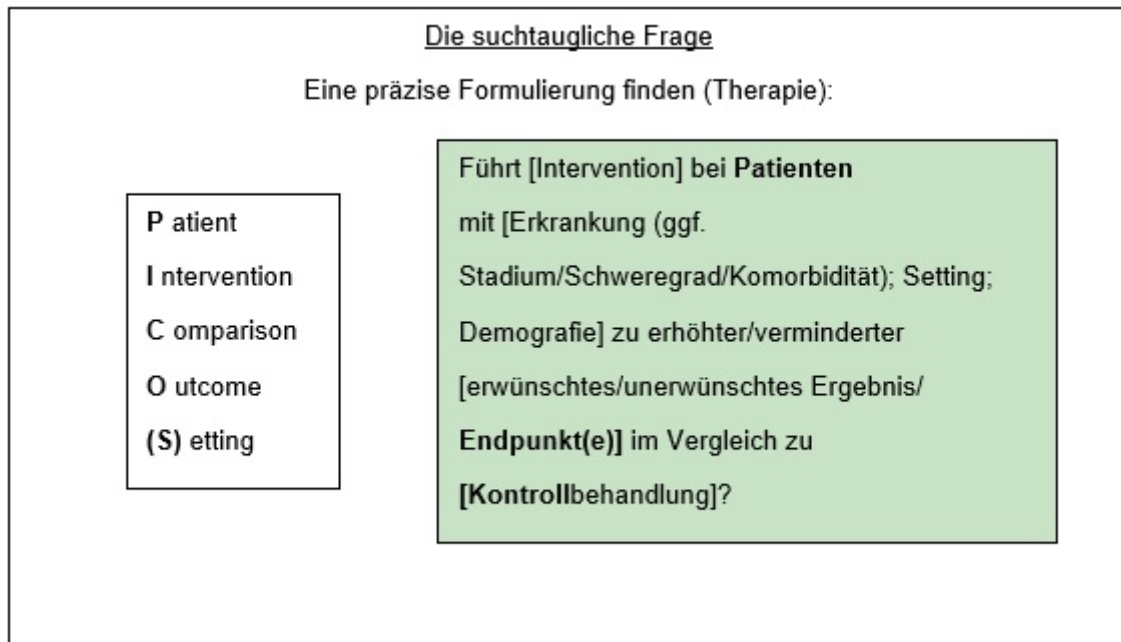 Die suchtaugliche Frage
Eine präzise Formulierung finden (Therapie):
P atient
I ntervention
C omparison
O utcome
(S) etting
Führt [Intervention] bei Patienten
mit [Erkrankung (ggf.
Stadium/Schweregrad/Komorbidität); Setting;
Demografie] zu erhöhter/verminderter
[erwünschtes/unerwünschtes Ergebnis/
Endpunkt(e)] im Vergleich zu
[Kontrollbehandlung]?